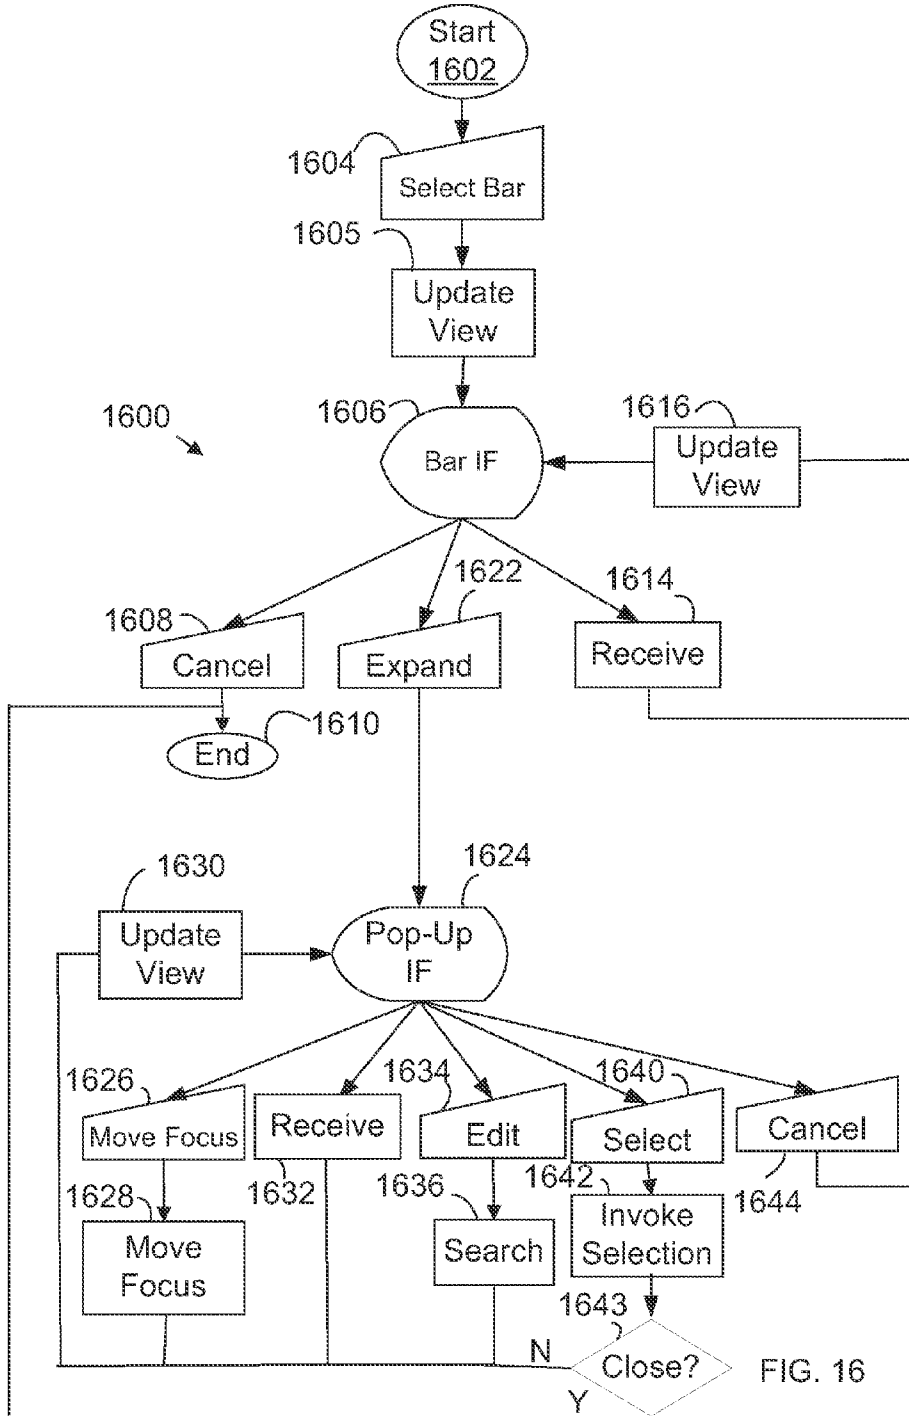 Start
1602
1604
Select Bar
1605
Update
View
1606
1616
1600
Bar IF
Update
View
1622
1614
1608
Cancel
Expand
Receive
1610
End
1630
1624
Update
View
Pop-Up
IF
1626
1634
1640
Move Focus
Receive
Edit
Select
Cancel
1632
1628
1636
1642
1644
Move
Focus
Search
Invoke
Selection
1643
N
Close?
FIG. 16
Y